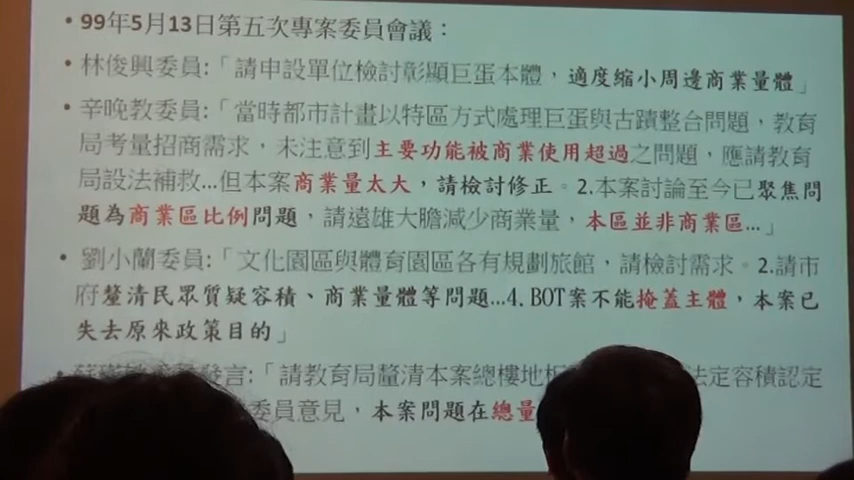 • 99年5月13日第五次專案委員會議：
• 林俊興委員:「請申設單位檢討彰顯巨蛋本體，適度縮小周邊商業量體」
• 辛晚教委員:「當時都市計畫以特區方式處理巨蛋與古蹟整合問題，教育
局考量招商需求，未注意到主要功能被商業使用超過之問題，應請教育
局設法補救...但本案商業量太大，請檢討修正。2.本案討論至今已聚焦問
題為商業區比例問題，請遠雄大膽減少商業量，本區並非商業區...」
• 劉小蘭委員:「文化園區與體育園區各有規劃旅館，請檢討需求。2.請市
府釐清民眾質疑容積、商業量體等問題...4.BOT案不能掩蓋主體，本案已
失去原來政策目的」
發言:「請教育局釐清本案總樓地 法定容積認定
委員意見，本案問題在總量